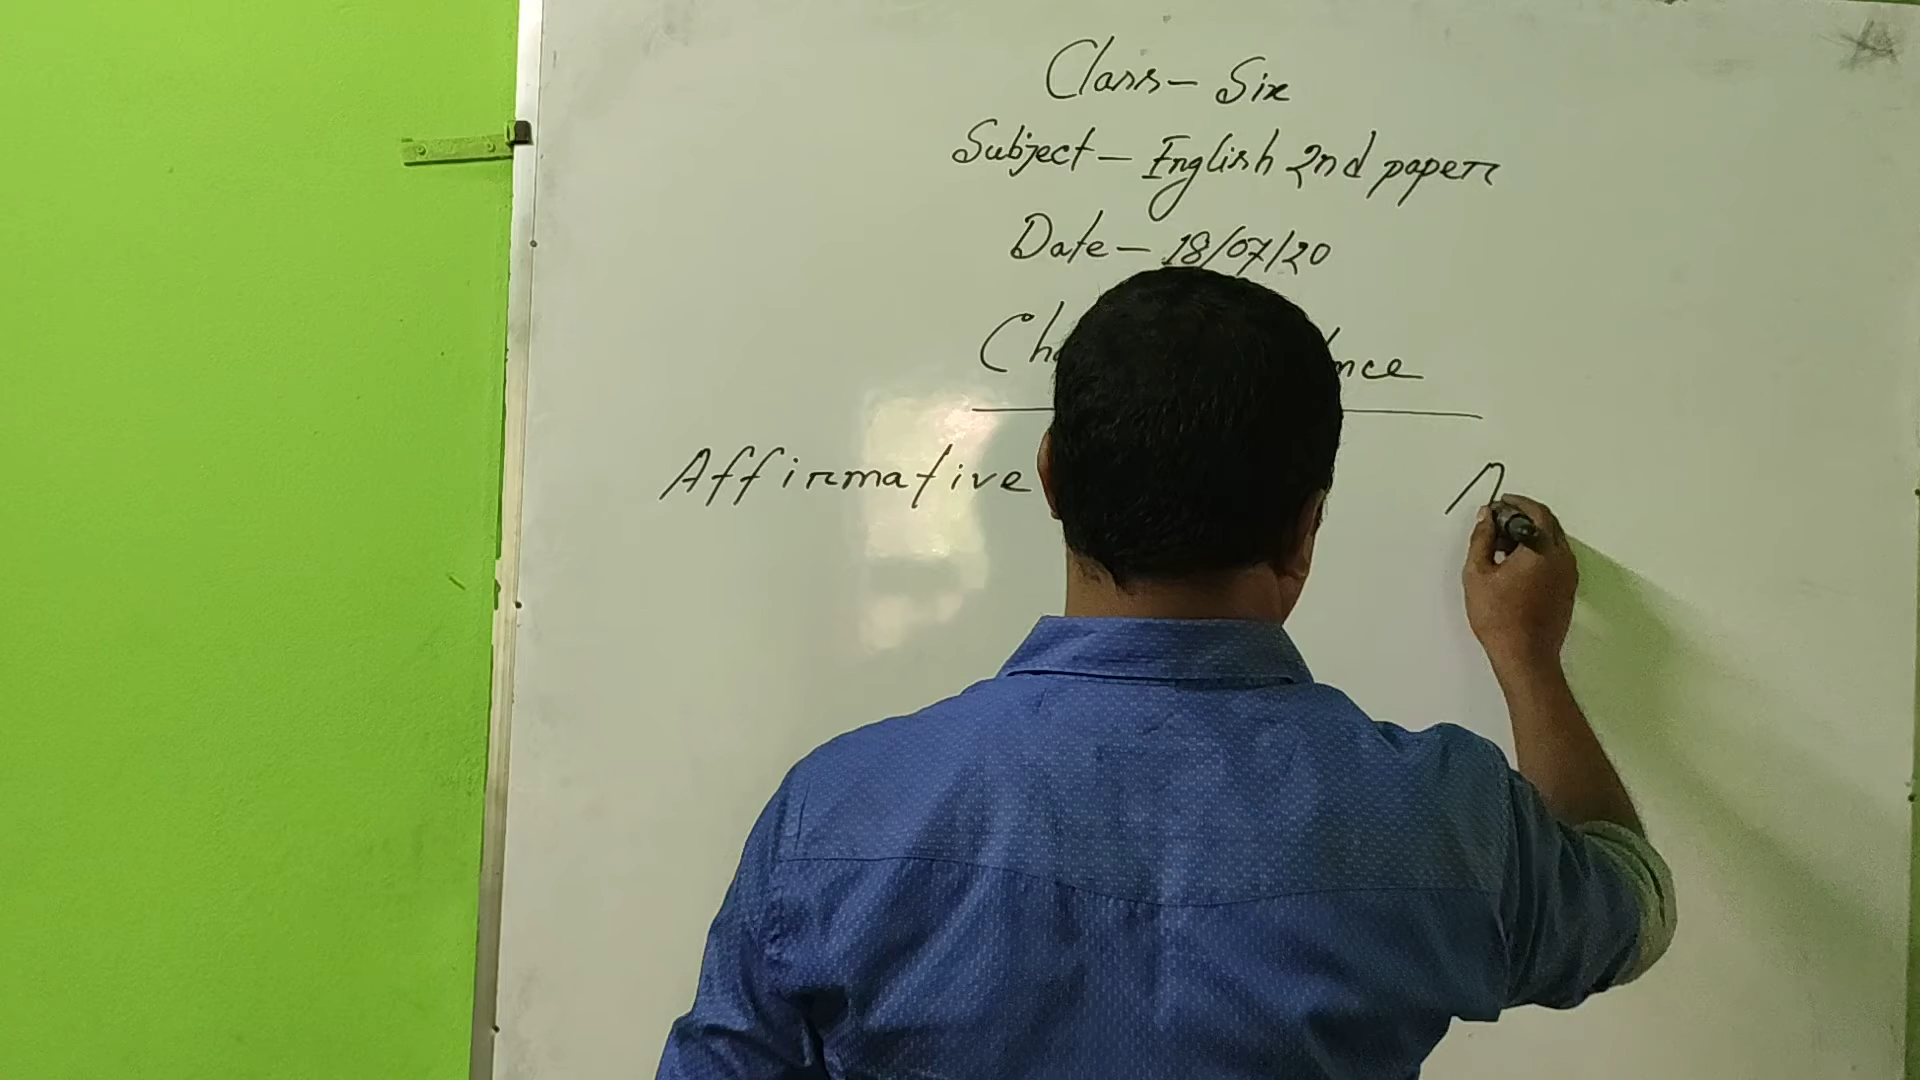 Class- Six
Subject- English 2nd paper
Date- 18/07/20
Affirmative